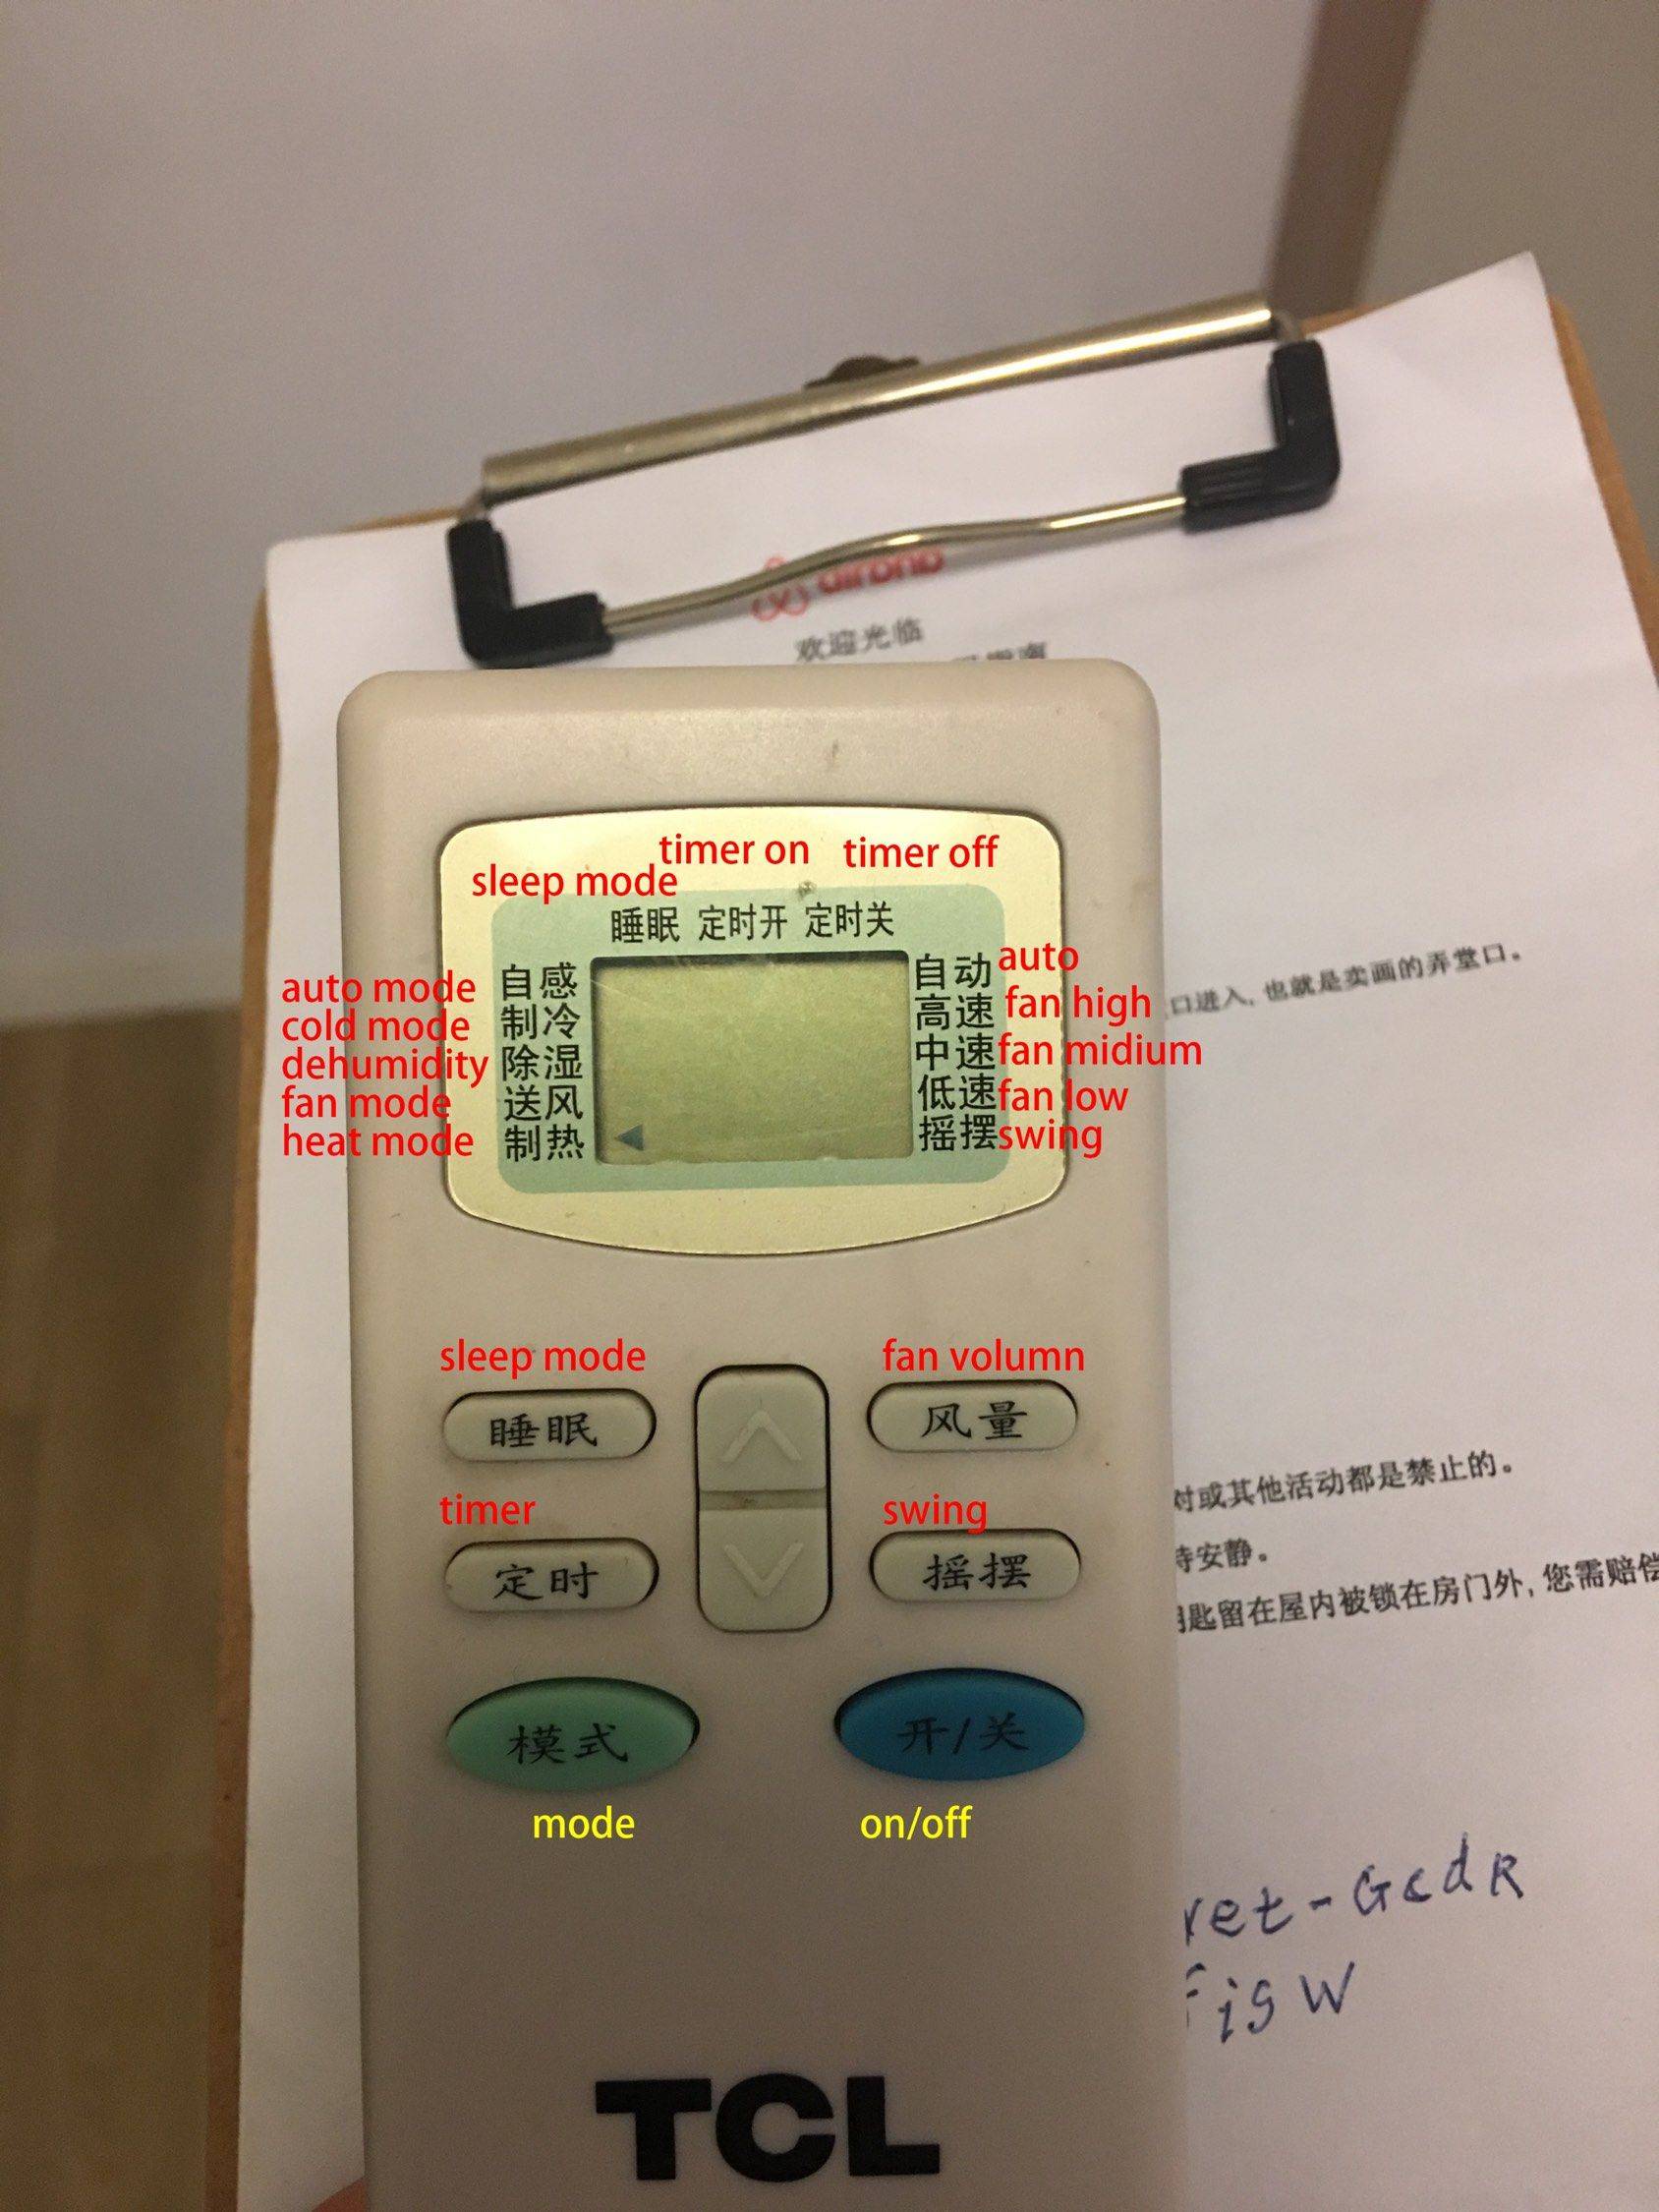 airbnb
欢迎光临
timer on timer off
sleep mode
睡眠 定时开 定时关
auto mode 自感 自动 auto
cold mode 制冷 高速 fan high
dehumidity 除湿 中速 fan midium
fan mode 送风 低速 fan low
heat mode 制热 摇摆 swing
口进入, 也就是卖画的弄堂口。
sleep mode fan volumn
睡眠 风量
对或其他活动都是禁止的。
timer swing
定时 摇摆
持安静。
匙留在屋内被锁在房门外, 您需赔偿
模式 开/关
mode on/off
ret-GcdR
TCL